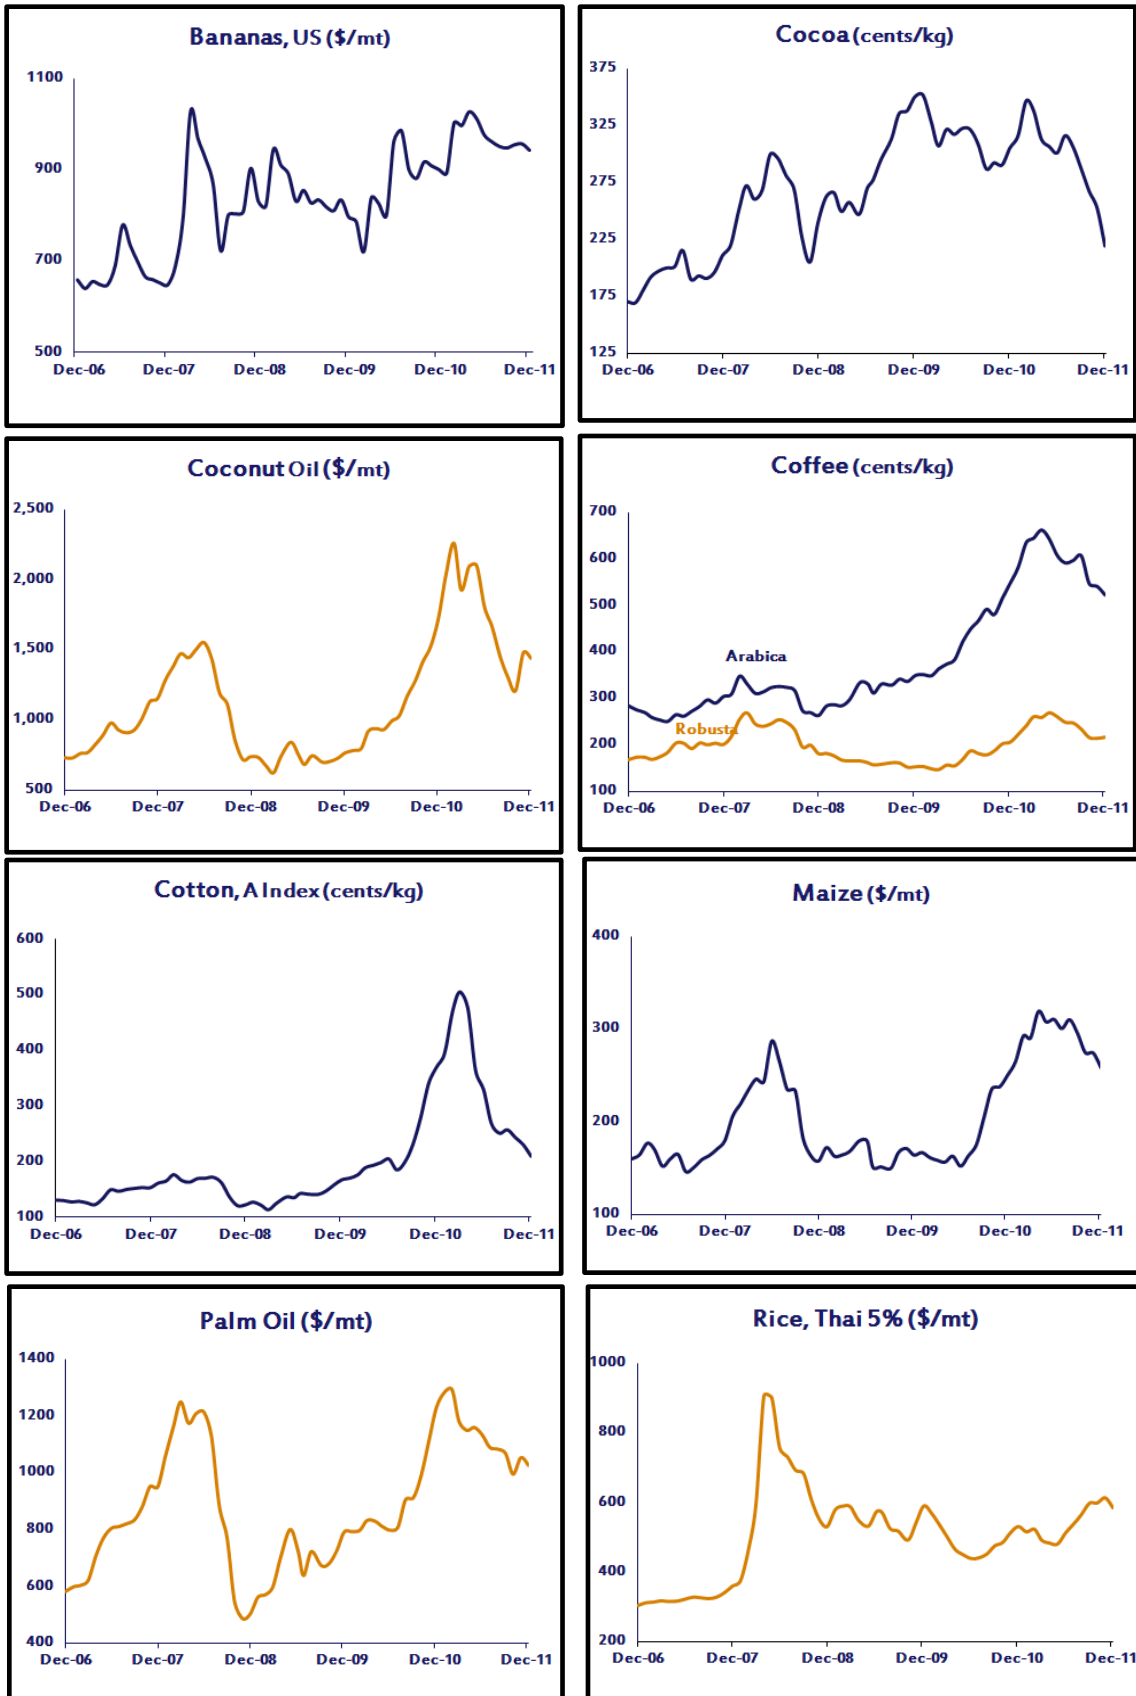 Bananas, US ($/mt)
1100
900
700
500
Dec-06 Dec-07 Dec-08 Dec-09 Dec-10 Dec-11
Cocoa (cents/kg)
375
325
275
225
175
125
Dec-06 Dec-07 Dec-08 Dec-09 Dec-10 Dec-11
Coconut Oil ($/mt)
2,500
2,000
1,500
1,000
500
Dec-06 Dec-07 Dec-08 Dec-09 Dec-10 Dec-11
Coffee (cents/kg)
700
600
500
400
Arabica
300
Robusta
200
100
Dec-06 Dec-07 Dec-08 Dec-09 Dec-10 Dec-11
Cotton, A Index (cents/kg)
600
500
400
300
200
100
Dec-06 Dec-07 Dec-08 Dec-09 Dec-10 Dec-11
Maize ($/mt)
400
300
200
100
Dec-06 Dec-07 Dec-08 Dec-09 Dec-10 Dec-11
Palm Oil ($/mt)
1400
1200
1000
800
600
400
Dec-06 Dec-07 Dec-08 Dec-09 Dec-10 Dec-11
Rice, Thai 5% ($/mt)
1000
800
600
400
200
Dec-06 Dec-07 Dec-08 Dec-09 Dec-10 Dec-11